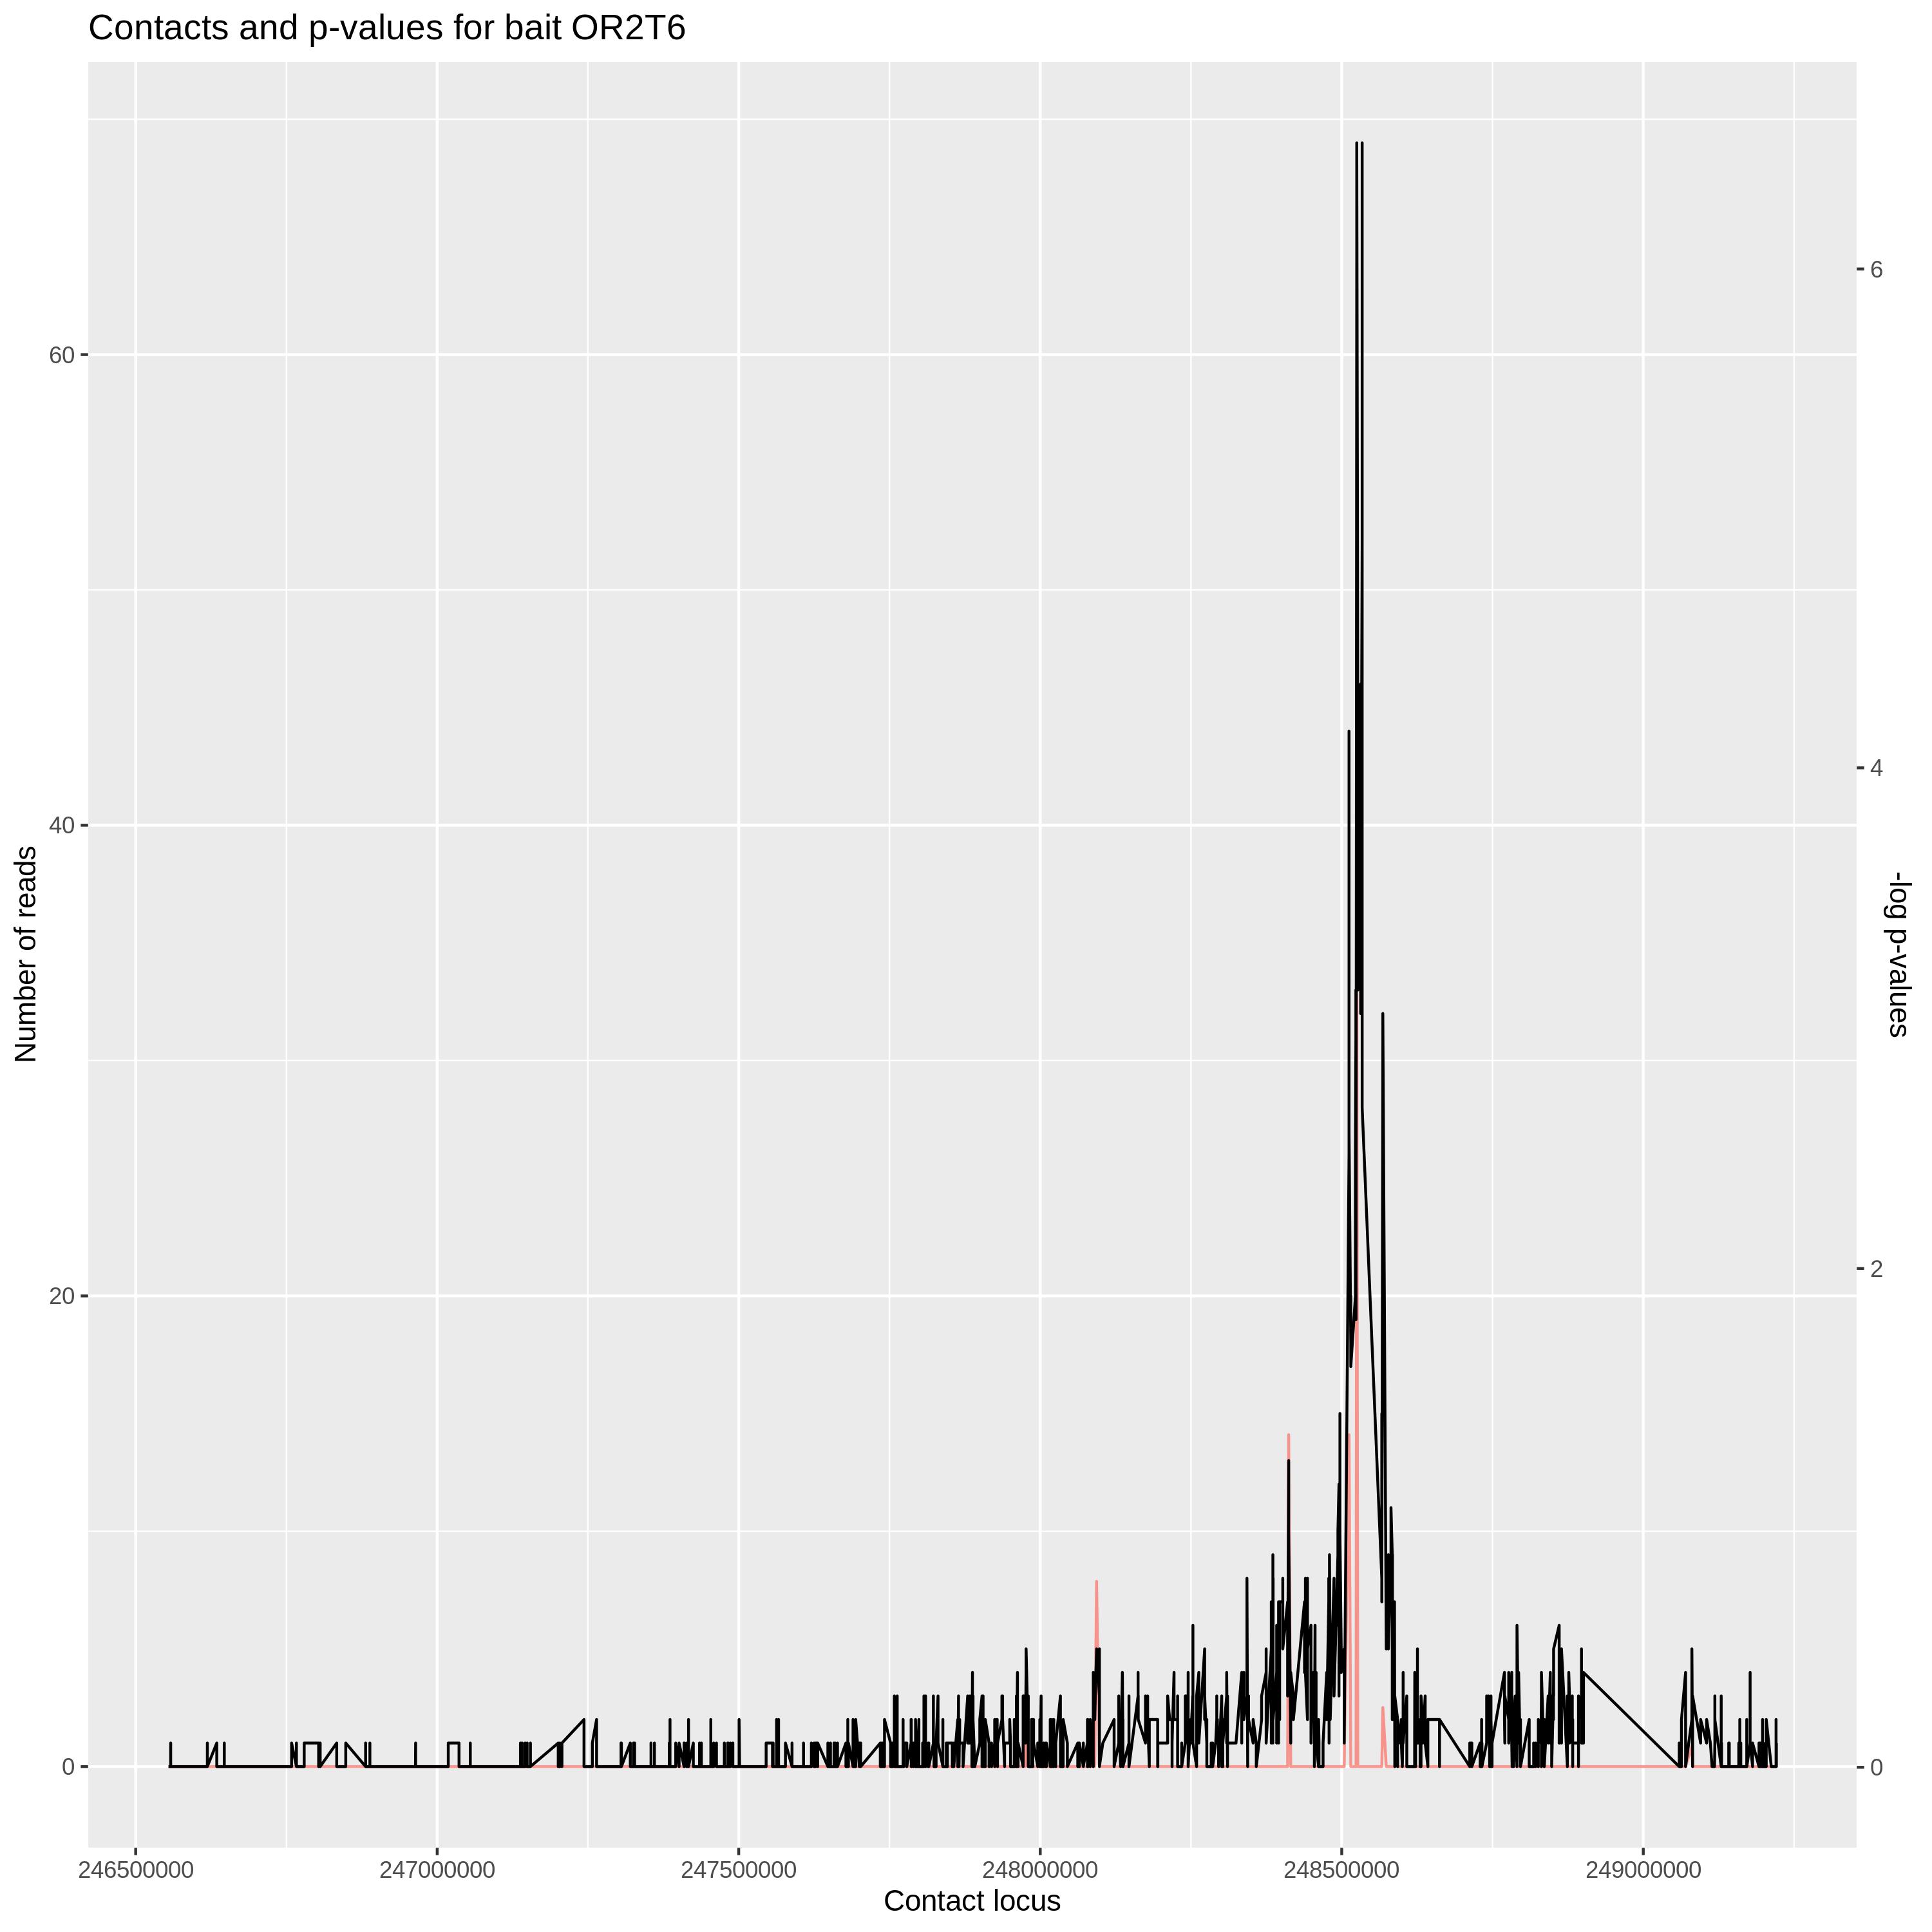 Contacts and p-values for bait OR2T6
Number of reads
60
40
20
0
6
4
2
0
-log p-values
246500000 247000000 247500000 248000000 248500000 249000000
Contact locus